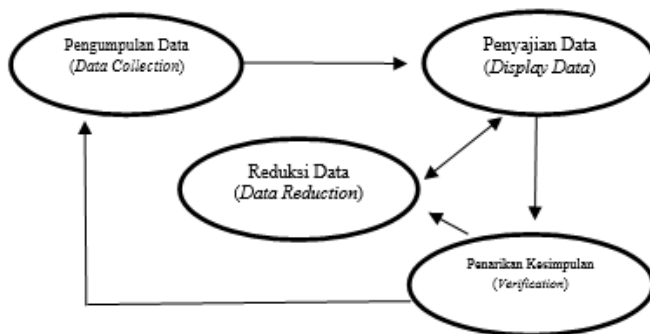 Pengumpulan Data
(Data Collection)
Penyajian Data
(Display Data)
Reduksi Data
(Data Reduction)
Penarikan Kesimpulan
(Verification)